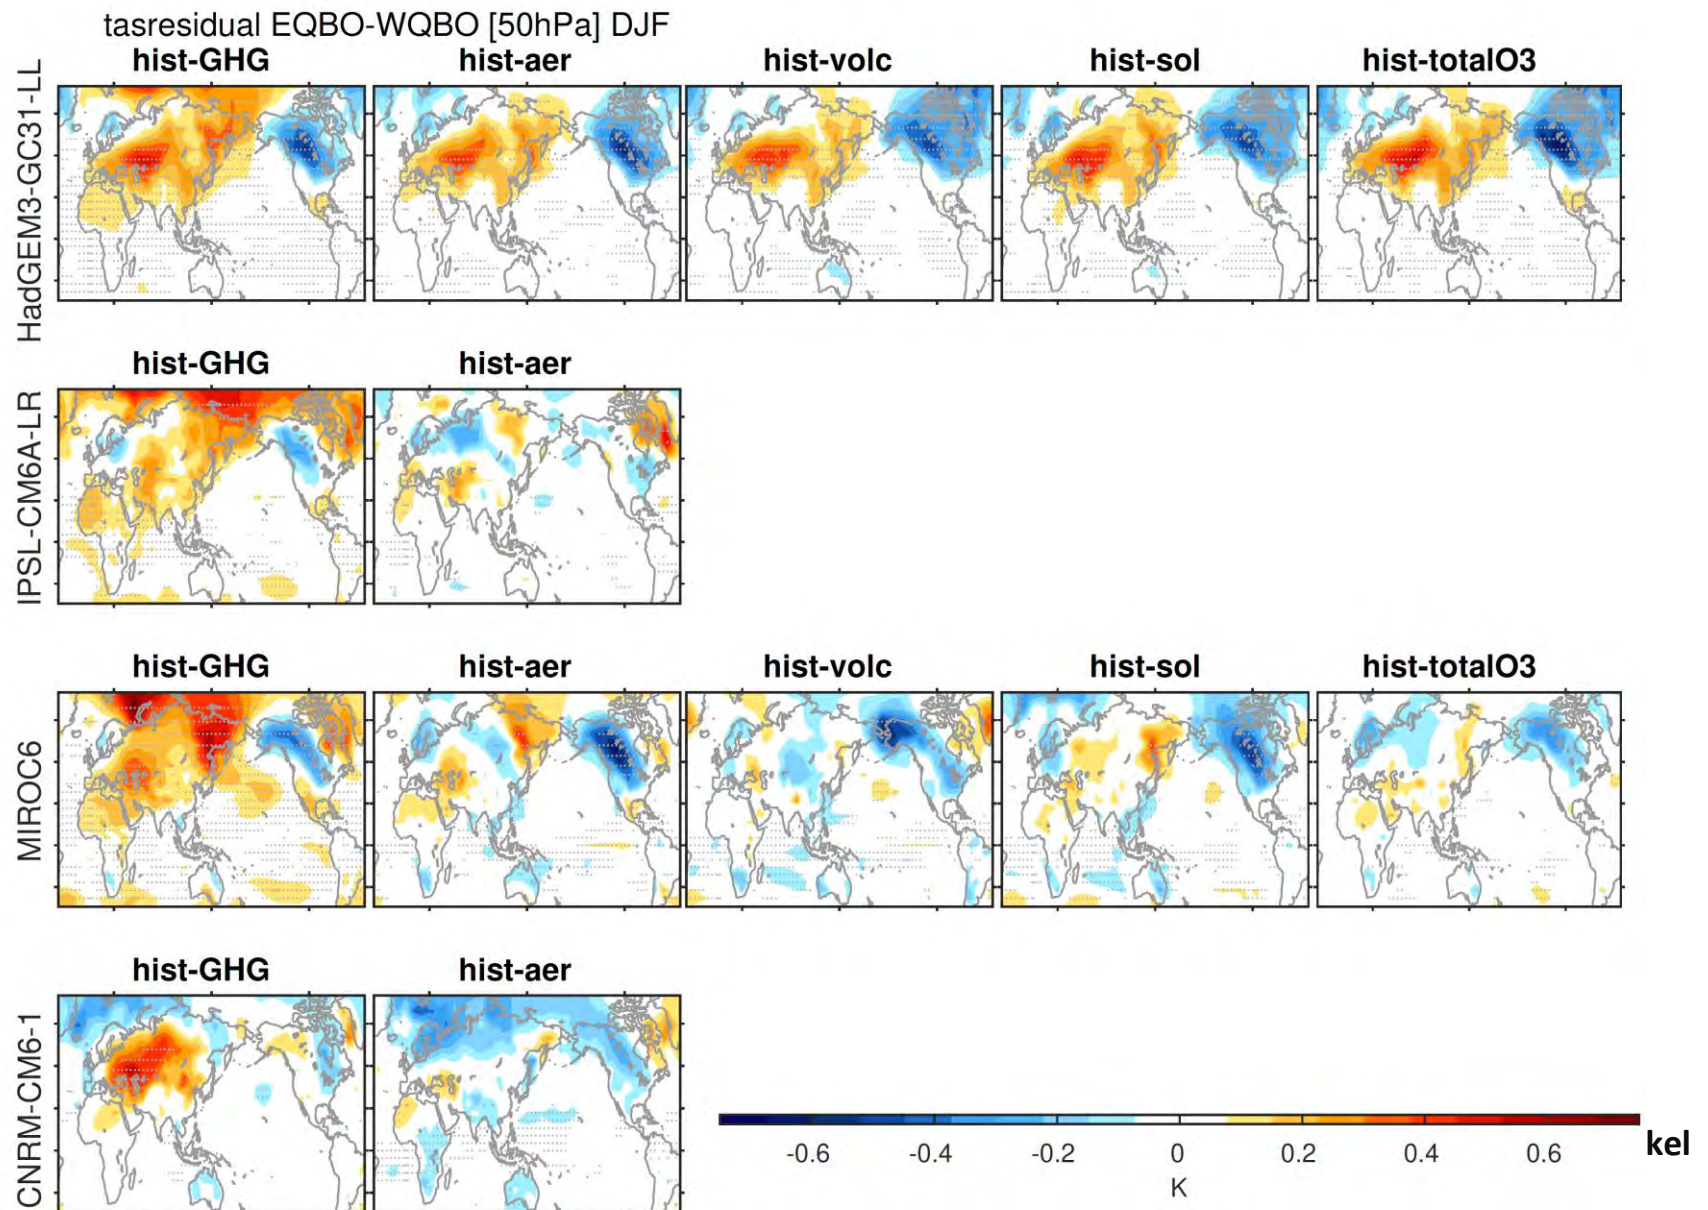 tasresidual EQBO-WQBO [50hPa] DJF
hist-GHG hist-aer hist-volc hist-sol hist-totalO3
HadGEM3-GC31-LL
hist-GHG hist-aer
IPSL-CM6A-LR
hist-GHG hist-aer hist-volc hist-sol hist-totalO3
MIROC6
hist-GHG hist-aer
CNRM-CM6-1
-0.6 -0.4 -0.2 0 0.2 0.4 0.6
kel
K